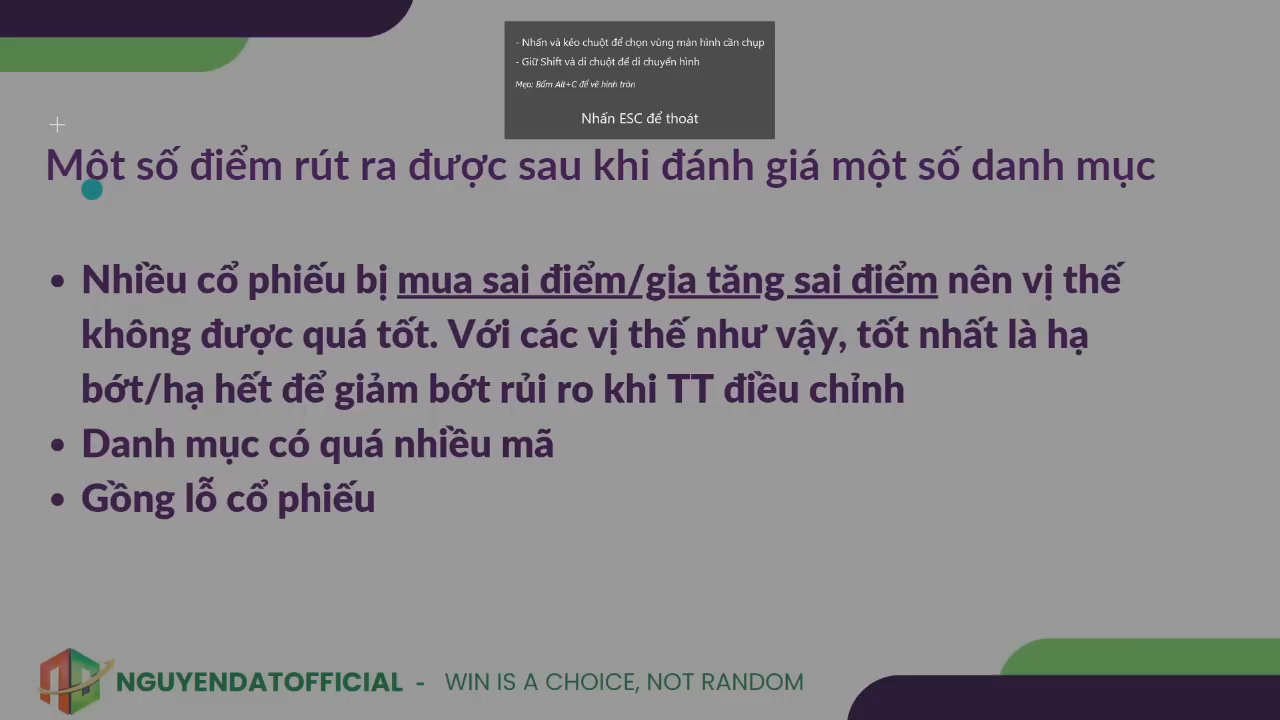 - Nhấn và kéo chuột để chọn vùng màn hình cần chụp
- Giữ Shift và di chuột để di chuyển hình
Mẹo: Bấm Alt+C để vẽ hình tròn
Nhấn ESC để thoát
Một số điểm rút ra được sau khi đánh giá một số danh mục
• Nhiều cổ phiếu bị mua sai điểm/gia tăng sai điểm nên vị thế
không được quá tốt. Với các vị thế như vậy, tốt nhất là hạ
bớt/hạ hết để giảm bớt rủi ro khi TT điều chỉnh
• Danh mục có quá nhiều mã
• Gồng lỗ cổ phiếu
NGUYENDATOFFICIAL - WIN IS A CHOICE, NOT RANDOM